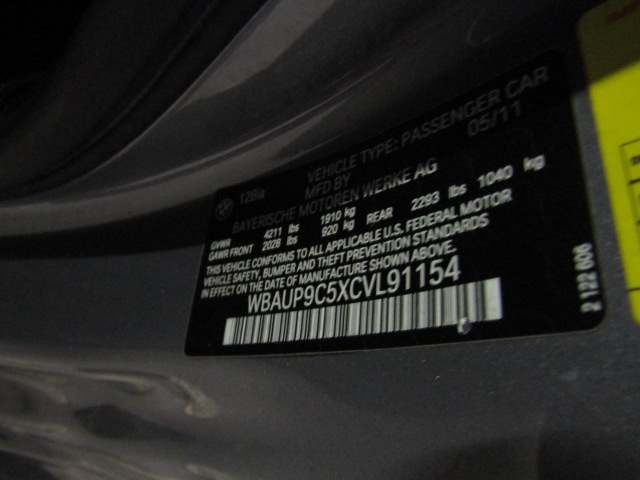 128ia VEHICLE TYPE: PASSENGER CAR
MFD BY 05/11
BAYERISCHE MOTOREN WERKE AG
GVWR 4211 lbs 1910 kg
GAWR FRONT 2028 lbs 920 kg REAR 2293 lbs 1040 kg
THIS VEHICLE CONFORMS TO ALL APPLICABLE U.S. FEDERAL MOTOR
VEHICLE SAFETY, BUMPER AND THEFT PREVENTION STANDARDS
IN EFFECT ON THE DATE OF MANUFACTURE SHOWN ABOVE.
WBAUP9C5XCVL91154
2 122 606